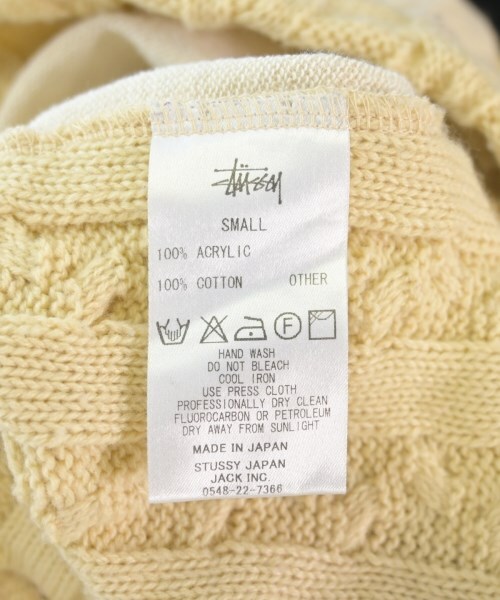 STÜSSY
SMALL
100% ACRYLIC
100% COTTON OTHER
F
HAND WASH
DO NOT BLEACH
COOL IRON
USE PRESS CLOTH
PROFESSIONALLY DRY CLEAN
FLUOROCARBON OR PETROLEUM
DRY AWAY FROM SUNLIGHT
MADE IN JAPAN
STUSSY JAPAN
JACK INC.
0548-22-7366